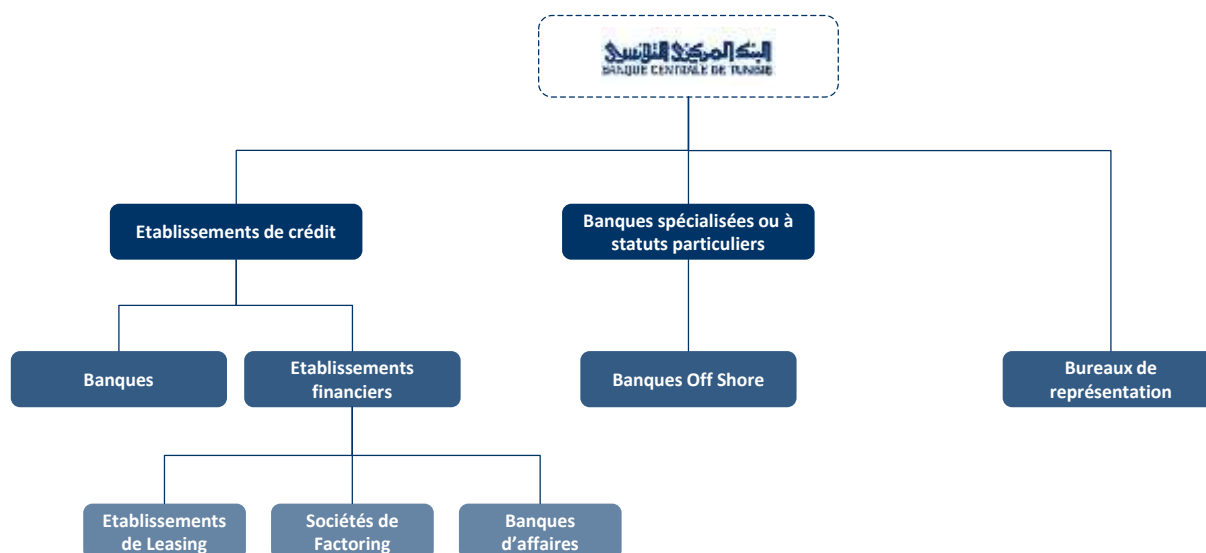 البنك المركزي التونسي
BANQUE CENTRALE DE TUNISIE
Etablissements de crédit
Banques spécialisées ou à
statuts particuliers
Banques
Etablissements
financiers
Banques Off Shore
Bureaux de
représentation
Etablissements
de Leasing
Sociétés de
Factoring
Banques
d’affaires